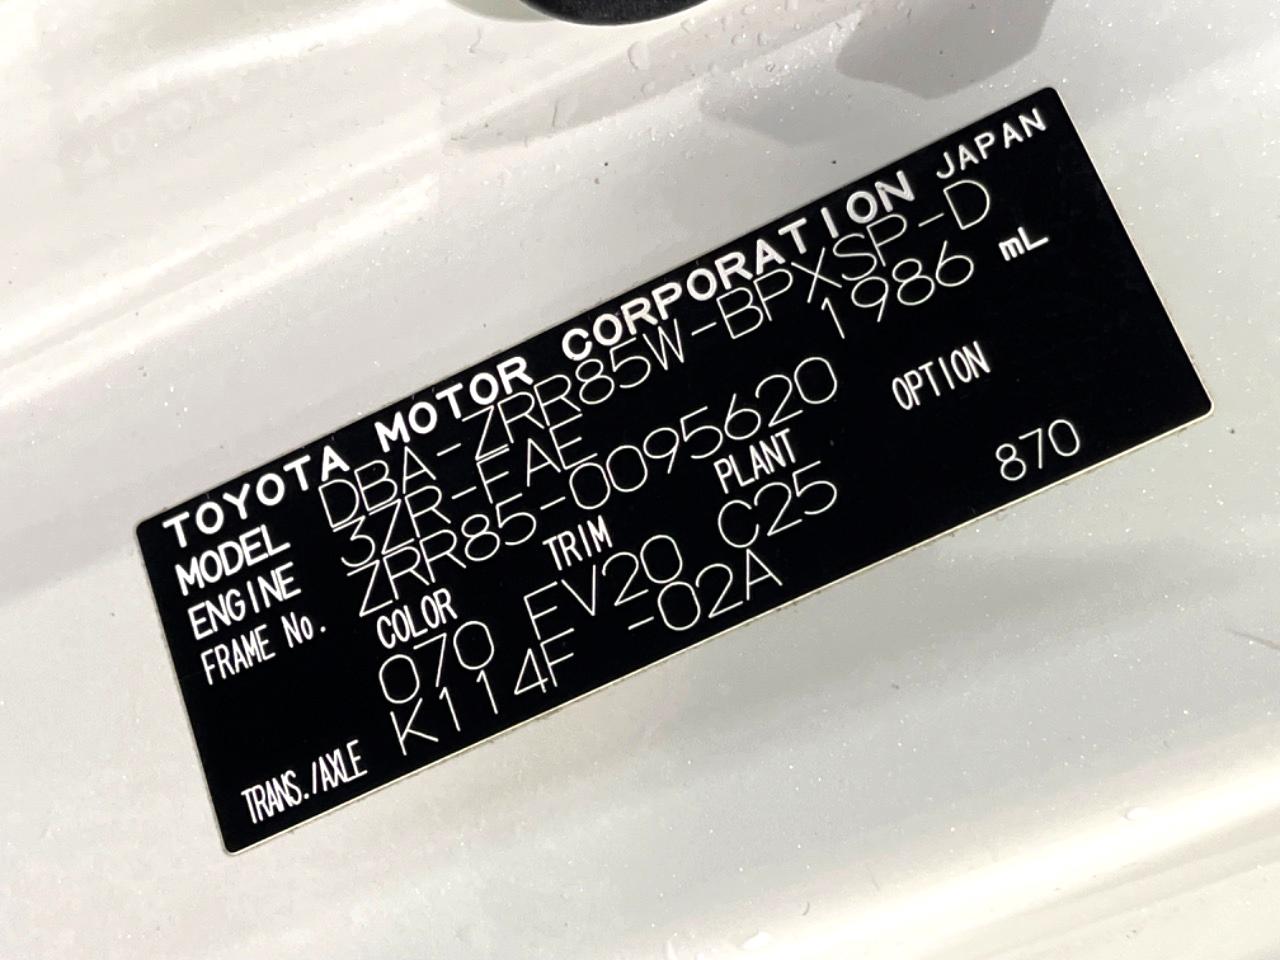 TOYOTA MOTOR CORPORATION JAPAN
MODEL DBA-ZRR85W-BPXSP-D
ENGINE 3ZR-FAE 1986 mL
FRAME No. ZRR85-0095620
COLOR TRIM PLANT OPTION
070 EV20 C25 870
TRANS./AXLE K114F -02A